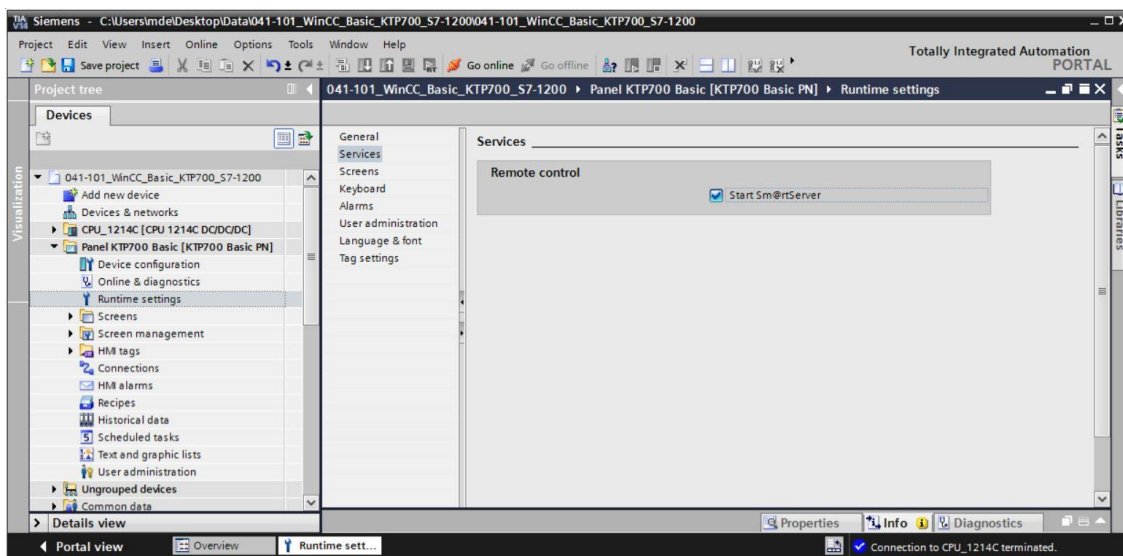 TIA V14 Siemens - C:\Users\mde\Desktop\Data\041-101_WinCC_Basic_KTP700_S7-1200\041-101_WinCC_Basic_KTP700_S7-1200
Project Edit View Insert Online Options Tools Window Help
Totally Integrated Automation
PORTAL
Save project Go online Go offline
Project tree
041-101_WinCC_Basic_KTP700_S7-1200 Panel KTP700 Basic [KTP700 Basic PN] Runtime settings
Devices
Visualization
041-101_WinCC_Basic_KTP700_S7-1200
Add new device
Devices & networks
CPU_1214C [CPU 1214C DC/DC/DC]
Panel KTP700 Basic [KTP700 Basic PN]
Device configuration
Online & diagnostics
Runtime settings
Screens
Screen management
HMI tags
Connections
HMI alarms
Recipes
Historical data
Scheduled tasks
Text and graphic lists
User administration
Ungrouped devices
Common data
Details view
General
Services
Screens
Keyboard
Alarms
User administration
Language & font
Tag settings
Services
Remote control
Start Sm@rtServer
Tasks
Libraries
Properties Info Diagnostics
Portal view Overview Runtime sett... Connection to CPU_1214C terminated.